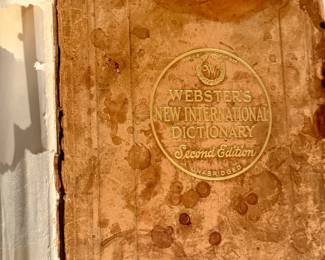 WEBSTER'S
NEW INTERNATIONAL
DICTIONARY
Second Edition
UNABRIDGED